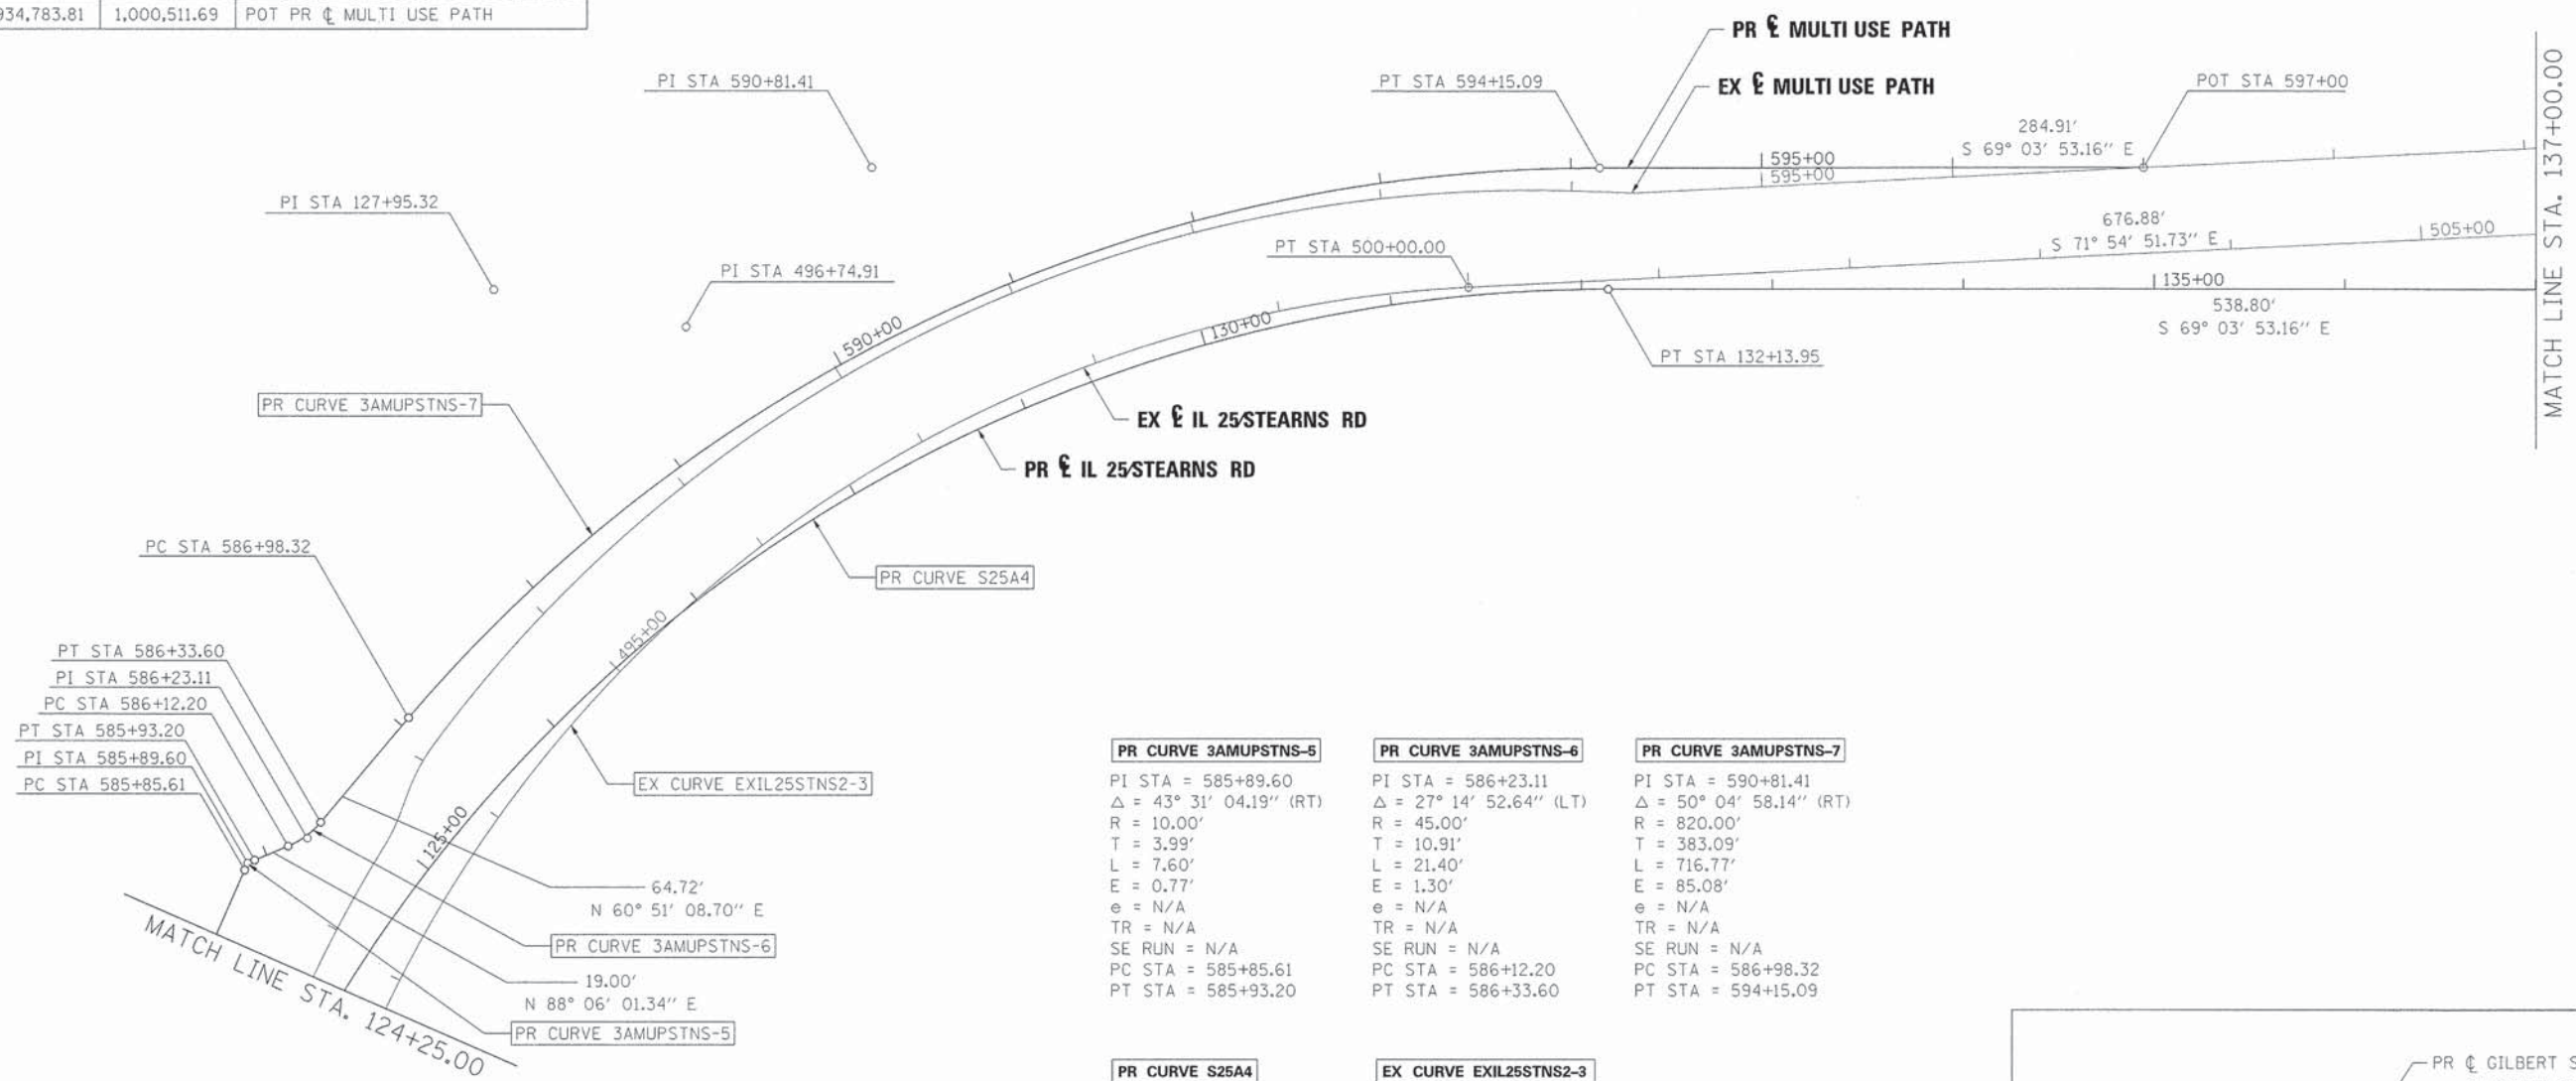 934,783.81 1,000,511.69 POT PR ℄ MULTI USE PATH
PR ℄ MULTI USE PATH
EX ℄ MULTI USE PATH
PI STA 590+81.41
PT STA 594+15.09
POT STA 597+00
284.91'
S 69° 03' 53.16" E
595+00
595+00
MATCH LINE STA. 137+00.00
PI STA 127+95.32
PI STA 496+74.91
PT STA 500+00.00
676.88'
S 71° 54' 51.73" E
505+00
135+00
538.80'
S 69° 03' 53.16" E
590+00
130+00
PT STA 132+13.95
PR CURVE 3AMUPSTNS-7
EX ℄ IL 25/STEARNS RD
PR ℄ IL 25/STEARNS RD
PC STA 586+98.32
PR CURVE S25A4
495+00
PT STA 586+33.60
PI STA 586+23.11
PC STA 586+12.20
PT STA 585+93.20
PI STA 585+89.60
PC STA 585+85.61
EX CURVE EXIL25STNS2-3
125+00
64.72'
N 60° 51' 08.70" E
PR CURVE 3AMUPSTNS-6
19.00'
N 88° 06' 01.34" E
PR CURVE 3AMUPSTNS-5
MATCH LINE STA. 124+25.00
PR CURVE 3AMUPSTNS-5
PI STA = 585+89.60
Δ = 43° 31' 04.19" (RT)
R = 10.00'
T = 3.99'
L = 7.60'
E = 0.77'
e = N/A
TR = N/A
SE RUN = N/A
PC STA = 585+85.61
PT STA = 585+93.20
PR CURVE 3AMUPSTNS-6
PI STA = 586+23.11
Δ = 27° 14' 52.64" (LT)
R = 45.00'
T = 10.91'
L = 21.40'
E = 1.30'
e = N/A
TR = N/A
SE RUN = N/A
PC STA = 586+12.20
PT STA = 586+33.60
PR CURVE 3AMUPSTNS-7
PI STA = 590+81.41
Δ = 50° 04' 58.14" (RT)
R = 820.00'
T = 383.09'
L = 716.77'
E = 85.08'
e = N/A
TR = N/A
SE RUN = N/A
PC STA = 586+98.32
PT STA = 594+15.09
PR CURVE S25A4
EX CURVE EXIL25STNS2-3
PR ℄ GILBERT S